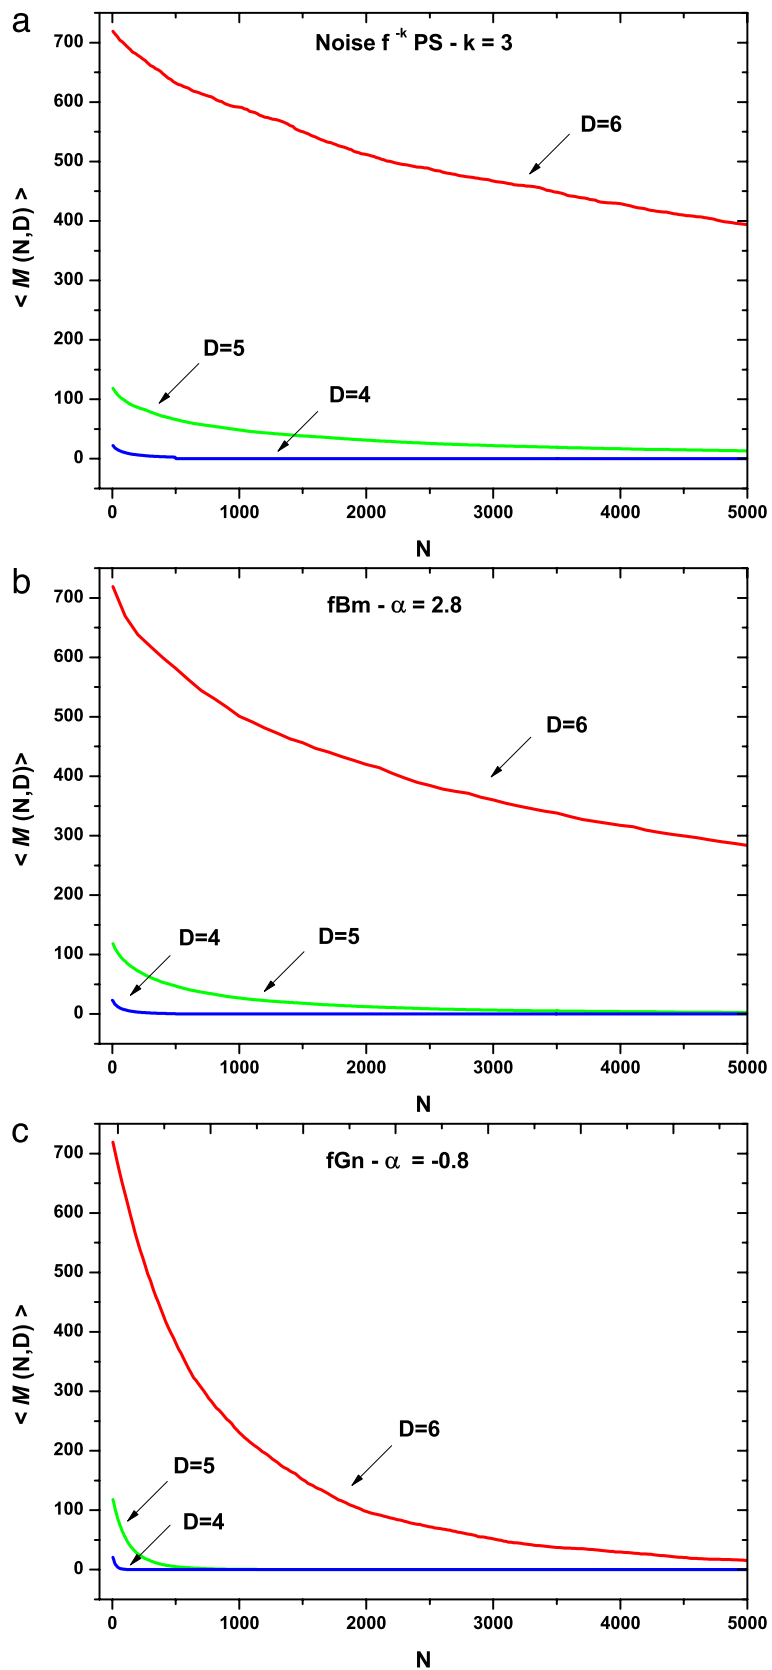 a
Noise f -k PS - k = 3
700
600
500
400
300
200
100
0
< M (N,D) >
D=6
D=5
D=4
0 1000 2000 3000 4000 5000
N
b
fBm - α = 2.8
700
600
500
400
300
200
100
0
< M (N,D)>
D=6
D=4
D=5
0 1000 2000 3000 4000 5000
N
c
fGn - α = -0.8
700
600
500
400
300
200
100
0
< M (N,D) >
D=6
D=5
D=4
0 1000 2000 3000 4000 5000
N